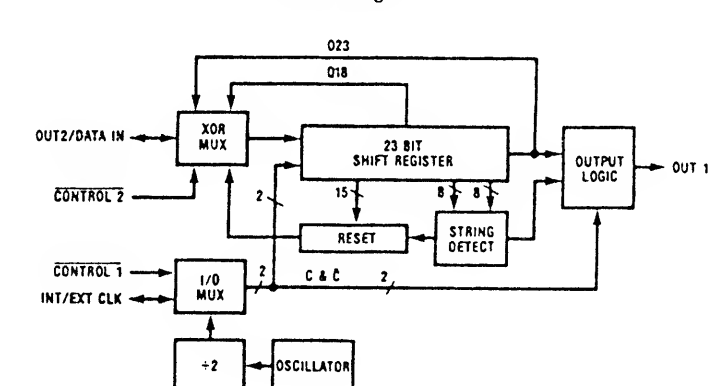 Q23
Q18
OUT2/DATA IN
XOR
MUX
23 BIT
SHIFT REGISTER
OUTPUT
LOGIC
OUT 1
CONTROL 2
2
15
8
8
RESET
STRING
DETECT
CONTROL 1
INT/EXT CLK
I/O
MUX
2
C & C̄
2
÷2
OSCILLATOR